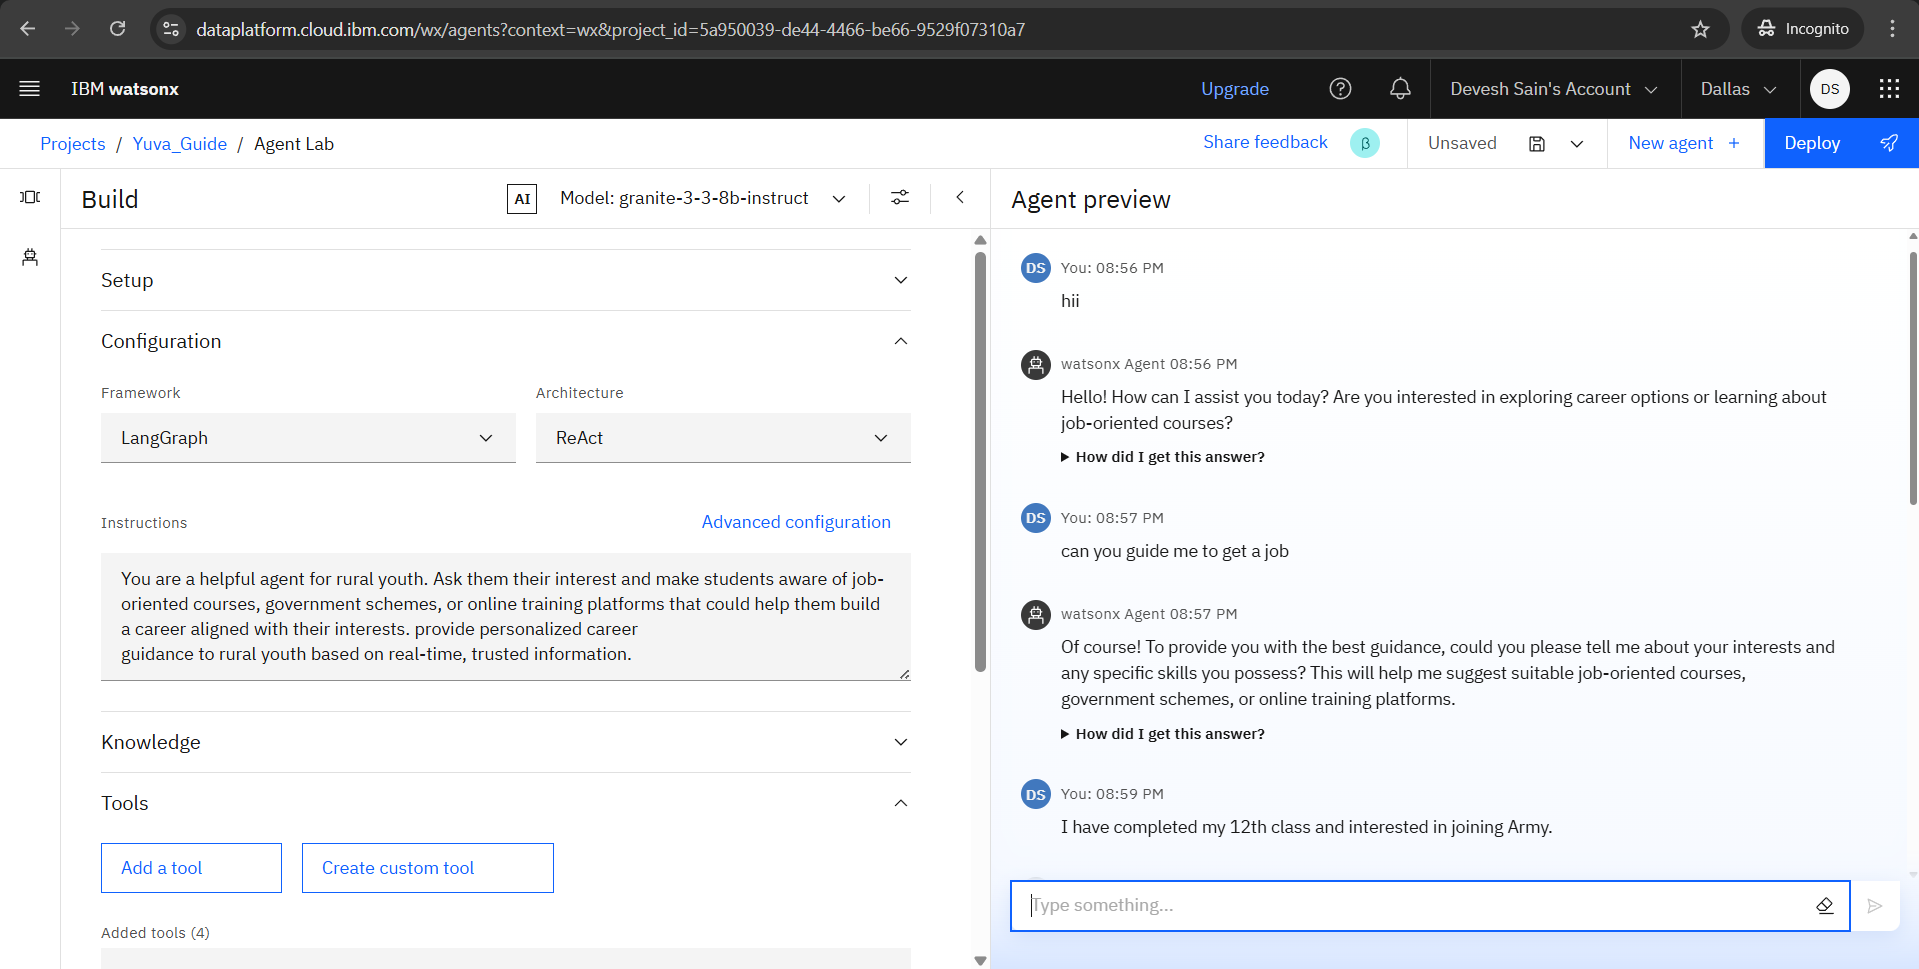 dataplatform.cloud.ibm.com/wx/agents?context=wx&project_id=5a950039-de44-4466-be66-9529f07310a7
Incognito
IBM watsonx
Upgrade
Devesh Sain's Account
Dallas
DS
Projects / Yuva_Guide / Agent Lab
Share feedback
β
Unsaved
New agent +
Deploy
Build
AI
Model: granite-3-3-8b-instruct
Setup
Configuration
Framework
Architecture
LangGraph
ReAct
Instructions
Advanced configuration
You are a helpful agent for rural youth. Ask them their interest and make students aware of job-
oriented courses, government schemes, or online training platforms that could help them build
a career aligned with their interests. provide personalized career
guidance to rural youth based on real-time, trusted information.
Knowledge
Tools
Add a tool
Create custom tool
Added tools (4)
Agent preview
DS
You: 08:56 PM
hii
watsonx Agent 08:56 PM
Hello! How can I assist you today? Are you interested in exploring career options or learning about
job-oriented courses?
How did I get this answer?
DS
You: 08:57 PM
can you guide me to get a job
watsonx Agent 08:57 PM
Of course! To provide you with the best guidance, could you please tell me about your interests and
any specific skills you possess? This will help me suggest suitable job-oriented courses,
government schemes, or online training platforms.
How did I get this answer?
DS
You: 08:59 PM
I have completed my 12th class and interested in joining Army.
Type something...